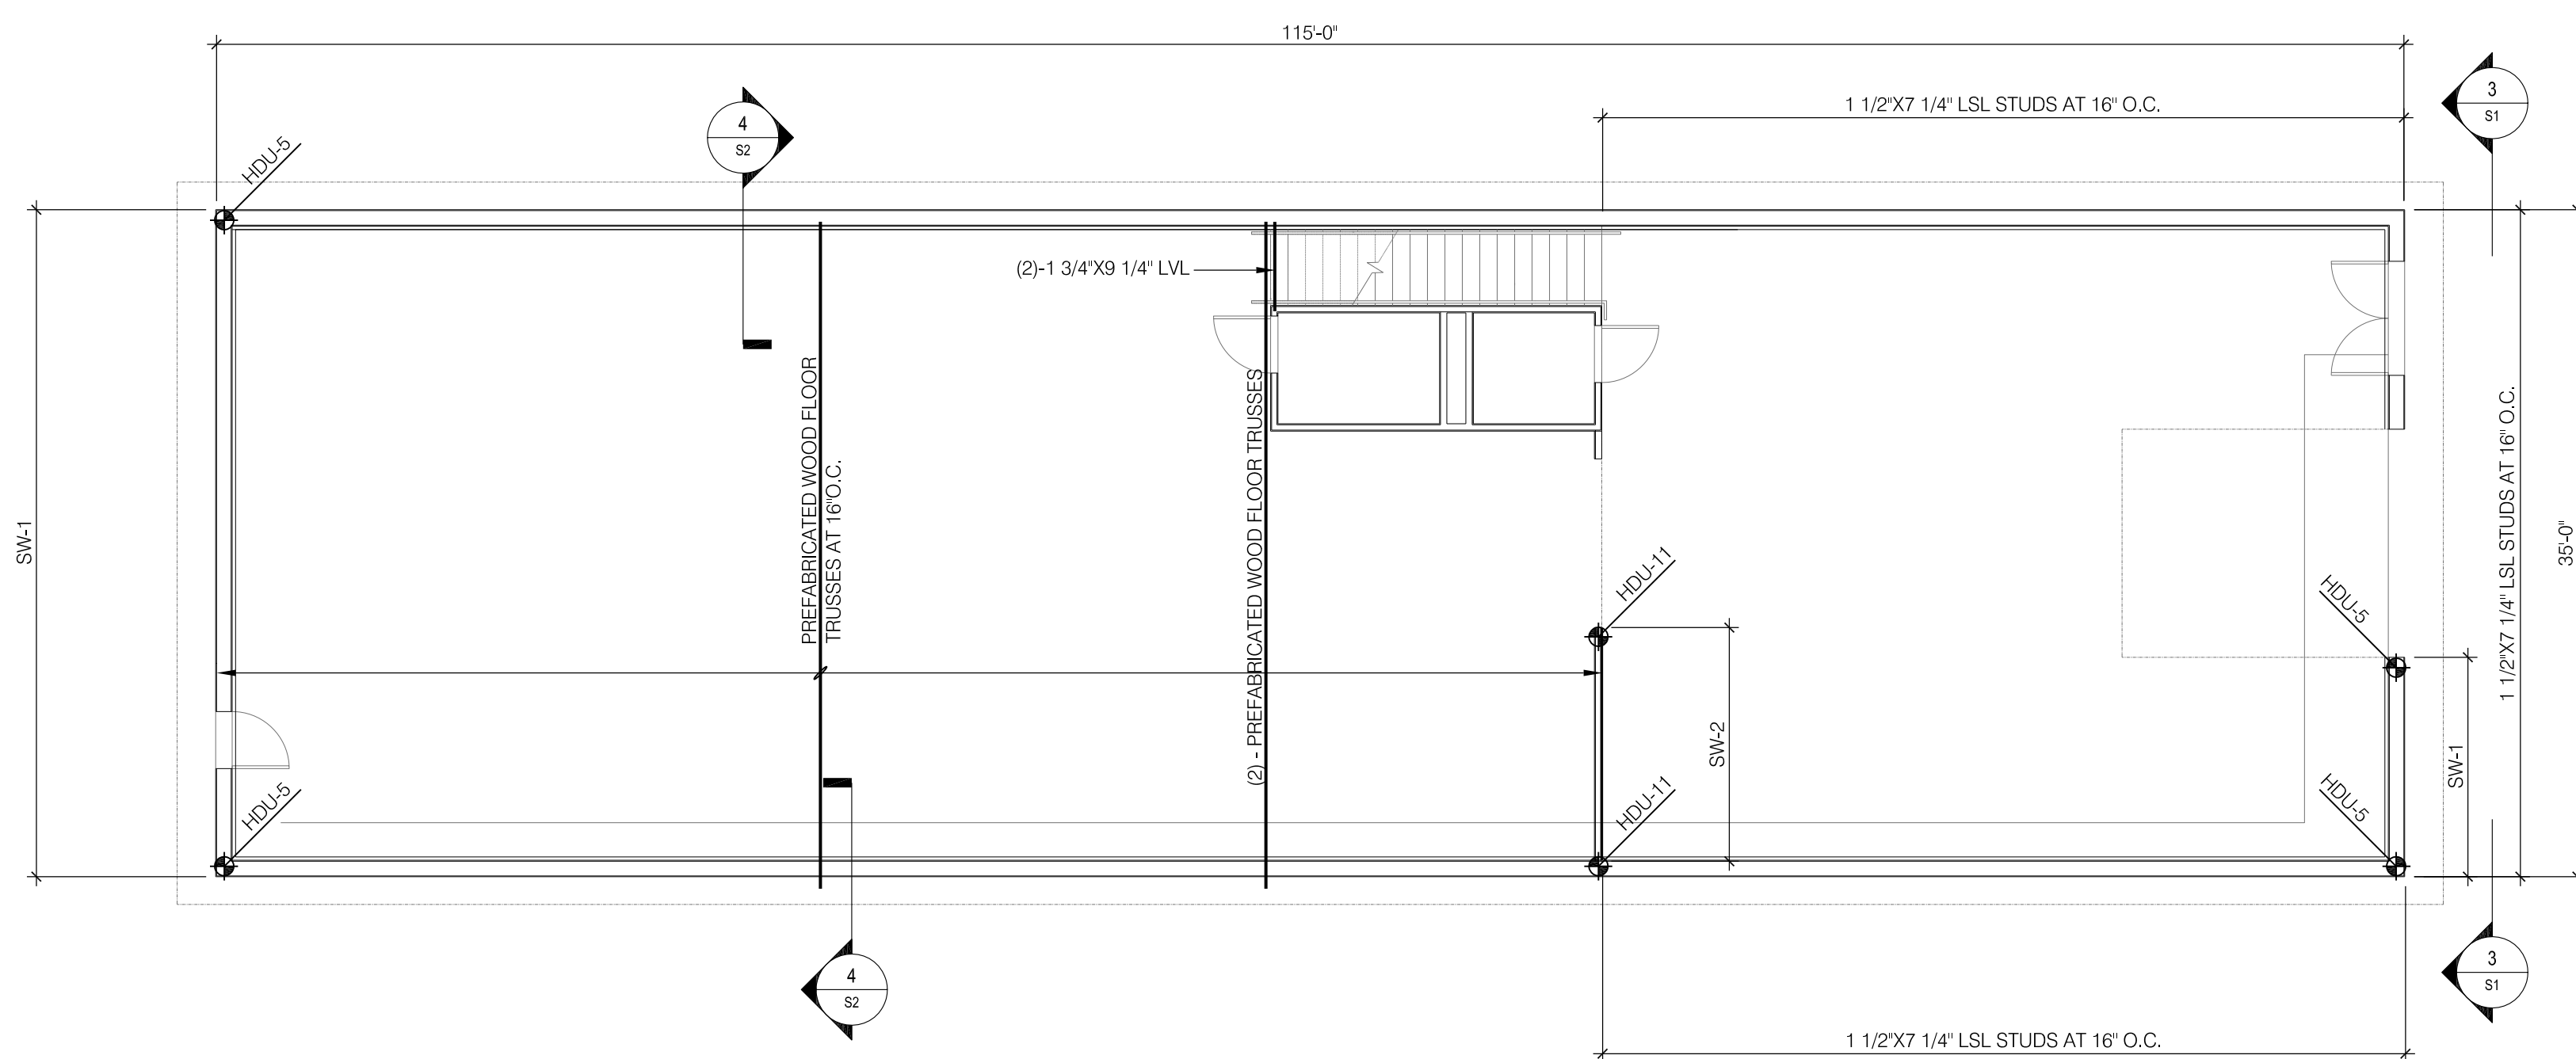 115'-0"
1 1/2"X7 1/4" LSL STUDS AT 16" O.C.
3
S1
4
S2
HDU-5
(2)-1 3/4"X9 1/4" LVL
PREFABRICATED WOOD FLOOR
TRUSSES AT 16"O.C.
(2) - PREFABRICATED WOOD FLOOR TRUSSES
SW-1
HDU-11
HDU-5
1 1/2"X7 1/4" LSL STUDS AT 16" O.C.
35'-0"
SW-2
SW-1
HDU-5
HDU-11
HDU-5
4
S2
3
S1
1 1/2"X7 1/4" LSL STUDS AT 16" O.C.